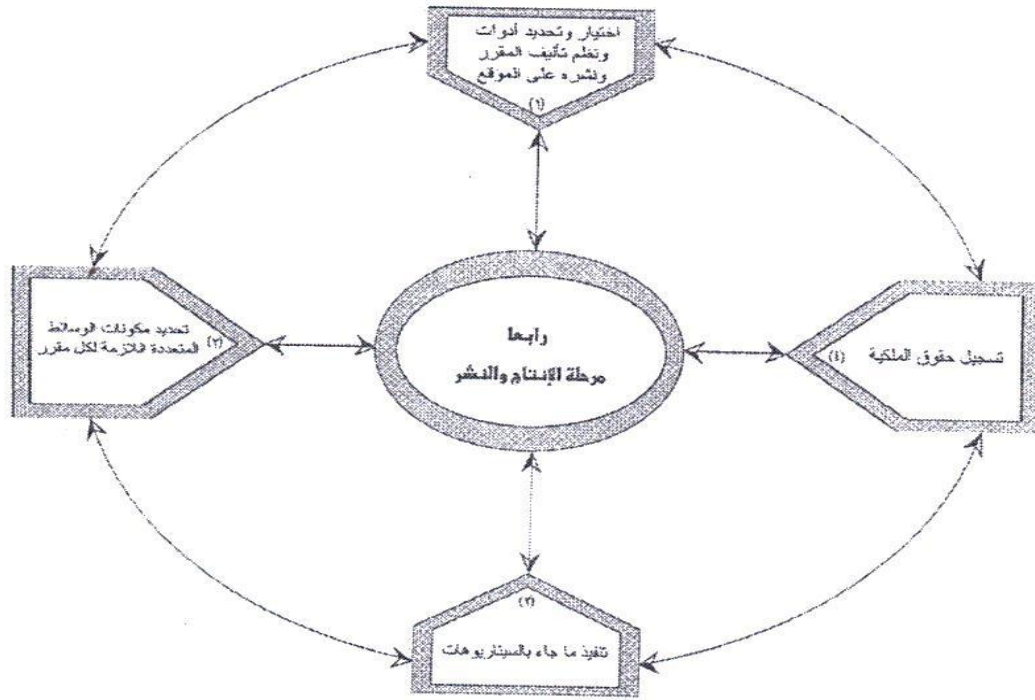 اختيار وتحديد أدوات
ونظم تأليف المقرر
ونشره على الموقع
(١)
تحديد مكونات الوسائط
المتعددة اللازمة لكل مقرر
(٢)
رابعا
مرحلة الإنتاج والنشر
تسجيل حقوق الملكية
(٤)
(٣)
تنفيذ ما جاء بالسيناريوهات